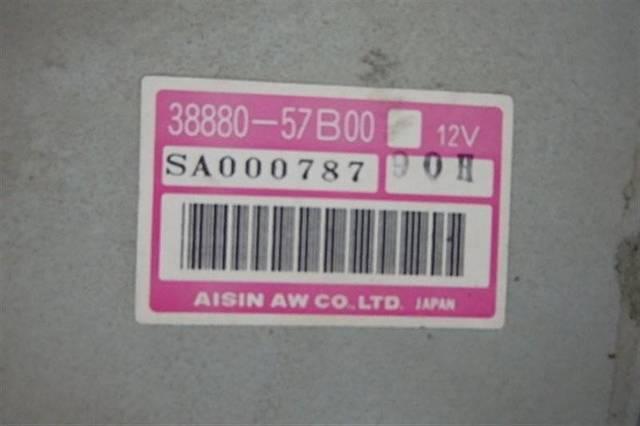 38880-57B00 12V
SA000787 90H
AISIN AW CO.,LTD. JAPAN